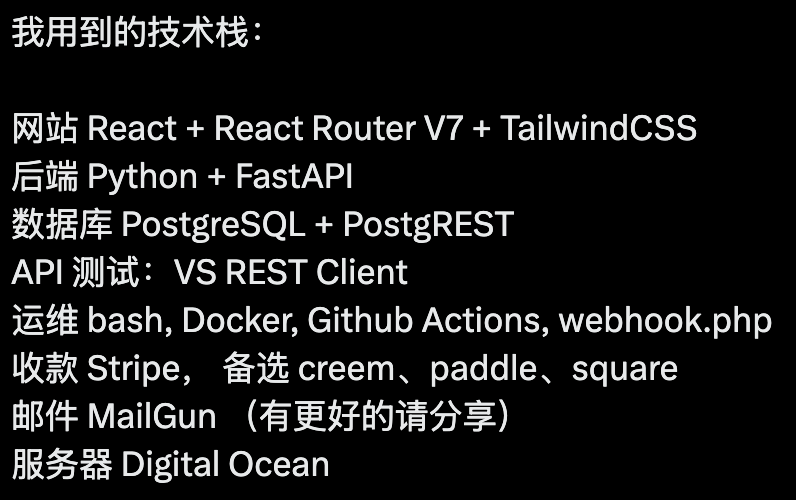 我用到的技术栈：
网站 React + React Router V7 + TailwindCSS
后端 Python + FastAPI
数据库 PostgreSQL + PostgREST
API 测试：VS REST Client
运维 bash, Docker, Github Actions, webhook.php
收款 Stripe， 备选 creem、paddle、square
邮件 MailGun （有更好的请分享）
服务器 Digital Ocean